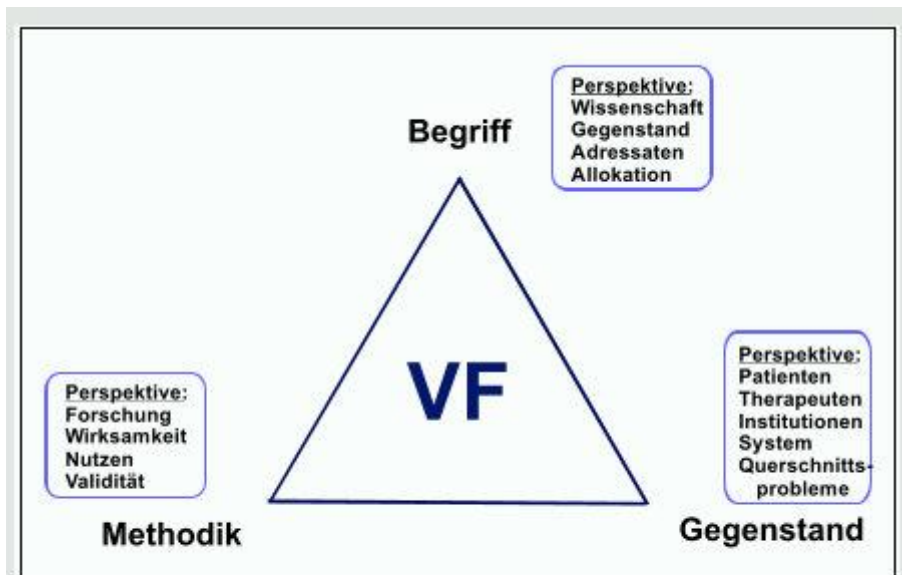 Perspektive:
Wissenschaft
Gegenstand
Adressaten
Allokation
Begriff
VF
Perspektive:
Forschung
Wirksamkeit
Nutzen
Validität
Methodik
Perspektive:
Patienten
Therapeuten
Institutionen
System
Querschnitts-
probleme
Gegenstand